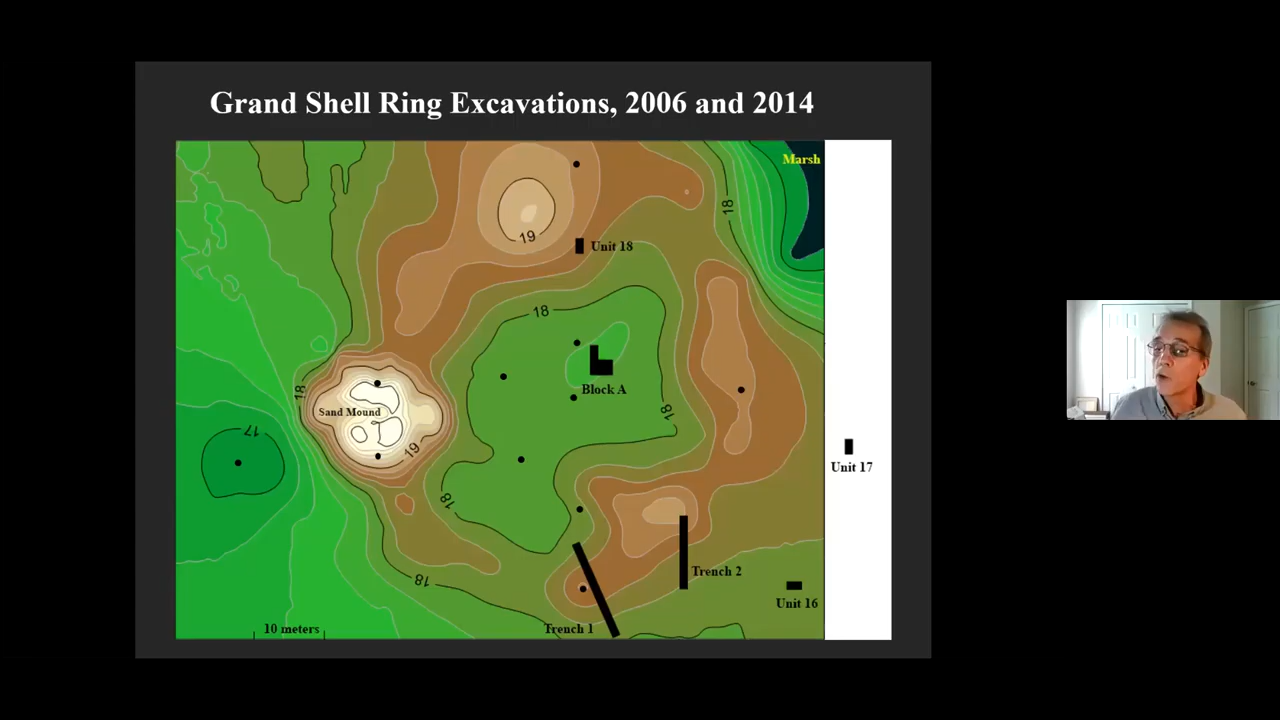 Grand Shell Ring Excavations, 2006 and 2014
Marsh
18
19
Unit 18
18
18
Sand Mound
Block A
18
17
19
18
Unit 17
18
Trench 2
Unit 16
10 meters
Trench 1